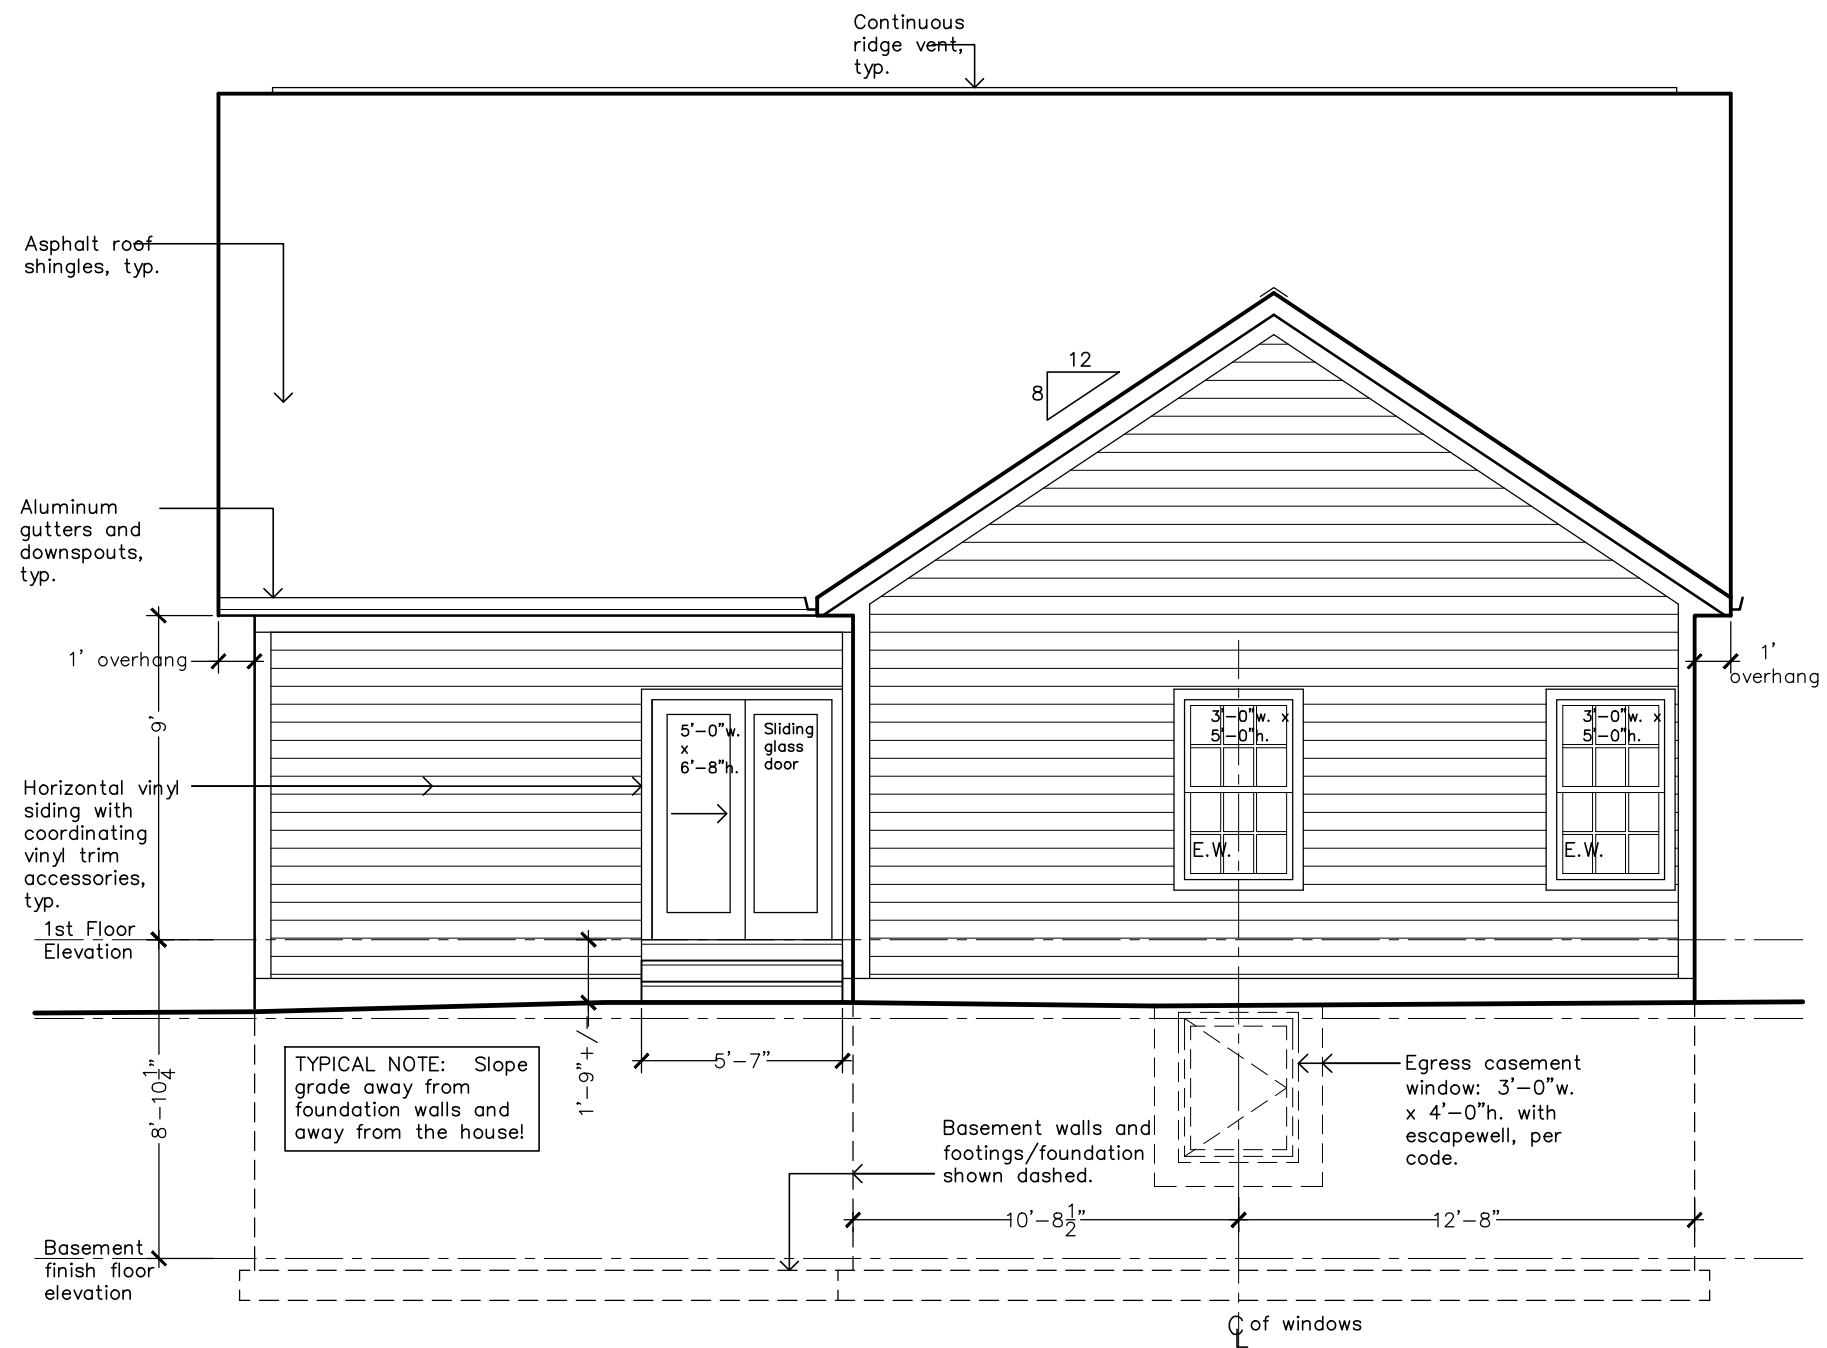 Continuous
ridge vent,
typ.
Asphalt roof
shingles, typ.
12
8
Aluminum
gutters and
downspouts,
typ.
1' overhang
1'
overhang
9'
5'-0"w.
x
6'-8"h.
Sliding
glass
door
3'-0"w. x
5'-0"h.
E.W.
3'-0"w. x
5'-0"h.
E.W.
Horizontal vinyl
siding with
coordinating
vinyl trim
accessories,
typ.
1st Floor
Elevation
8'-10 1/4"
1'-9"+/-
5'-7"
TYPICAL NOTE: Slope
grade away from
foundation walls and
away from the house!
Egress casement
window: 3'-0"w.
x 4'-0"h. with
escapewell, per
code.
Basement walls and
footings/foundation
shown dashed.
10'-8 1/2"
12'-8"
Basement
finish floor
elevation
℄ of windows